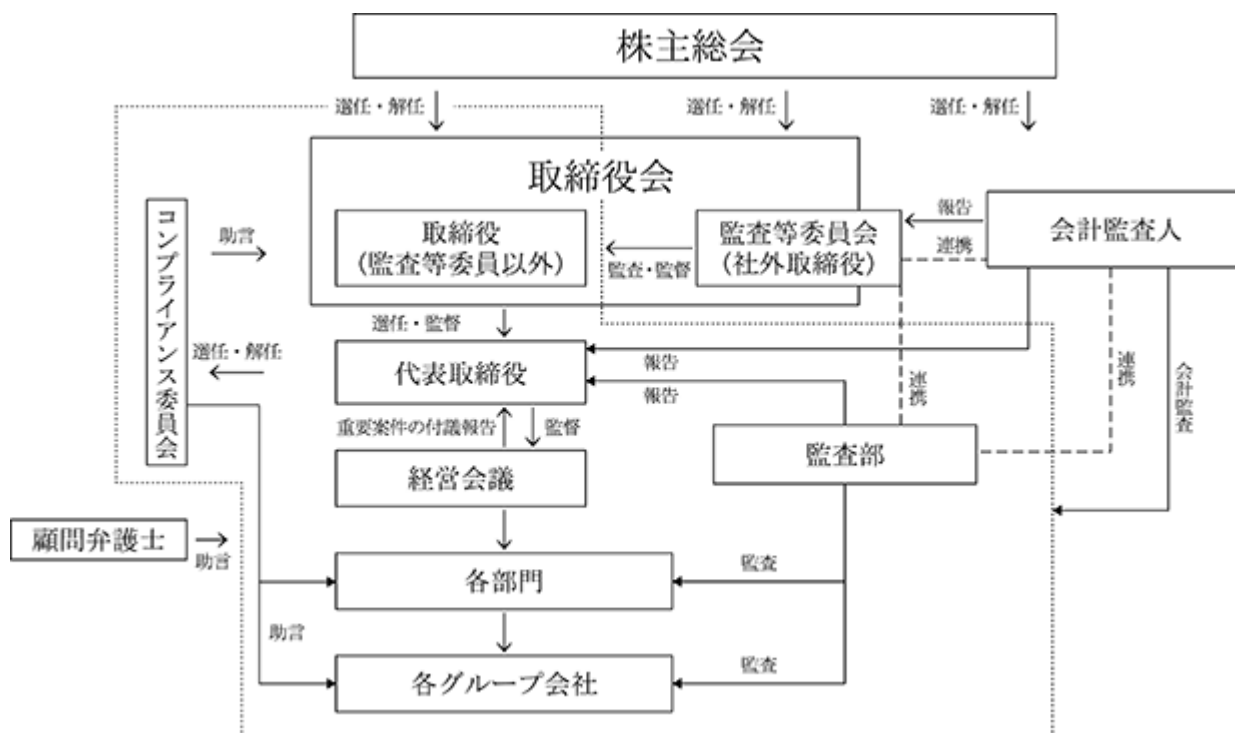 株主総会
選任・解任
選任・解任
選任・解任
取締役会
取締役
（監査等委員以外）
監査・監督
監査等委員会
（社外取締役）
報告
連携
会計監査人
コンプライアンス委員会
助言
選任・解任
選任・監督
代表取締役
報告
報告
連携
連携
会計監査
重要案件の付議報告
監督
経営会議
監査部
顧問弁護士
助言
各部門
監査
助言
各グループ会社
監査